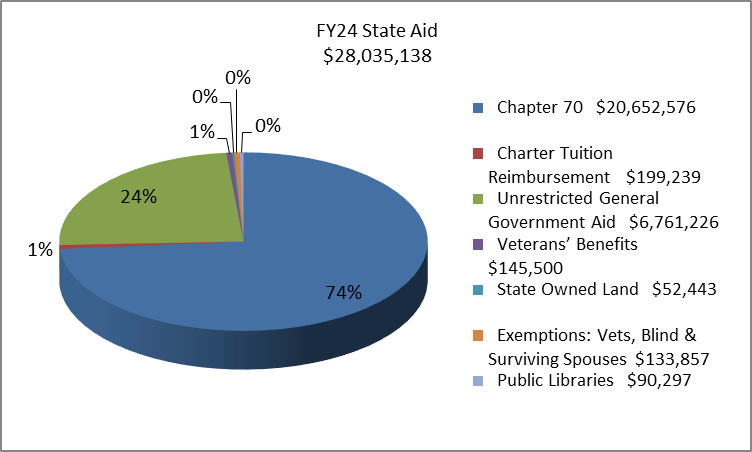 FY24 State Aid
$28,035,138
0%
0%
0%
1%
24%
1%
74%
Chapter 70 $20,652,576
Charter Tuition
Reimbursement $199,239
Unrestricted General
Government Aid $6,761,226
Veterans’ Benefits
$145,500
State Owned Land $52,443
Exemptions: Vets, Blind &
Surviving Spouses $133,857
Public Libraries $90,297